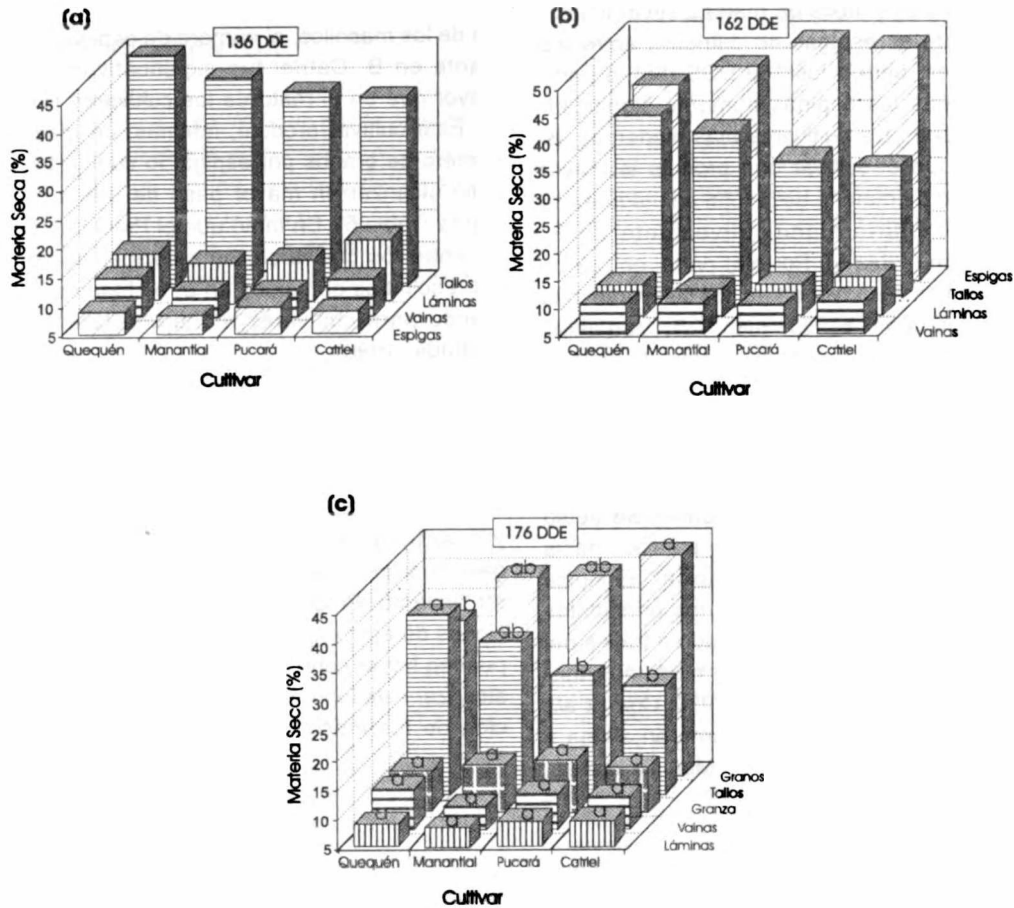 (a)
136 DDE
Materia Seca (%)
45
40
35
30
25
20
15
10
5
Quequén Manantial Pucará Catriel
Tallos
Láminas
Vainas
Espigas
Cultivar
(b)
162 DDE
Materia Seca (%)
50
45
40
35
30
25
20
15
10
5
Quequén Manantial Pucará Catriel
Espigas
Tallos
Láminas
Vainas
Cultivar
(c)
176 DDE
Materia Seca (%)
45
40
35
30
25
20
15
10
5
b ab ab a
a ab b b
a a a a
a a a a
a a a a
Quequén Manantial Pucará Catriel
Granos
Tallos
Granza
Vainas
Láminas
Cultivar